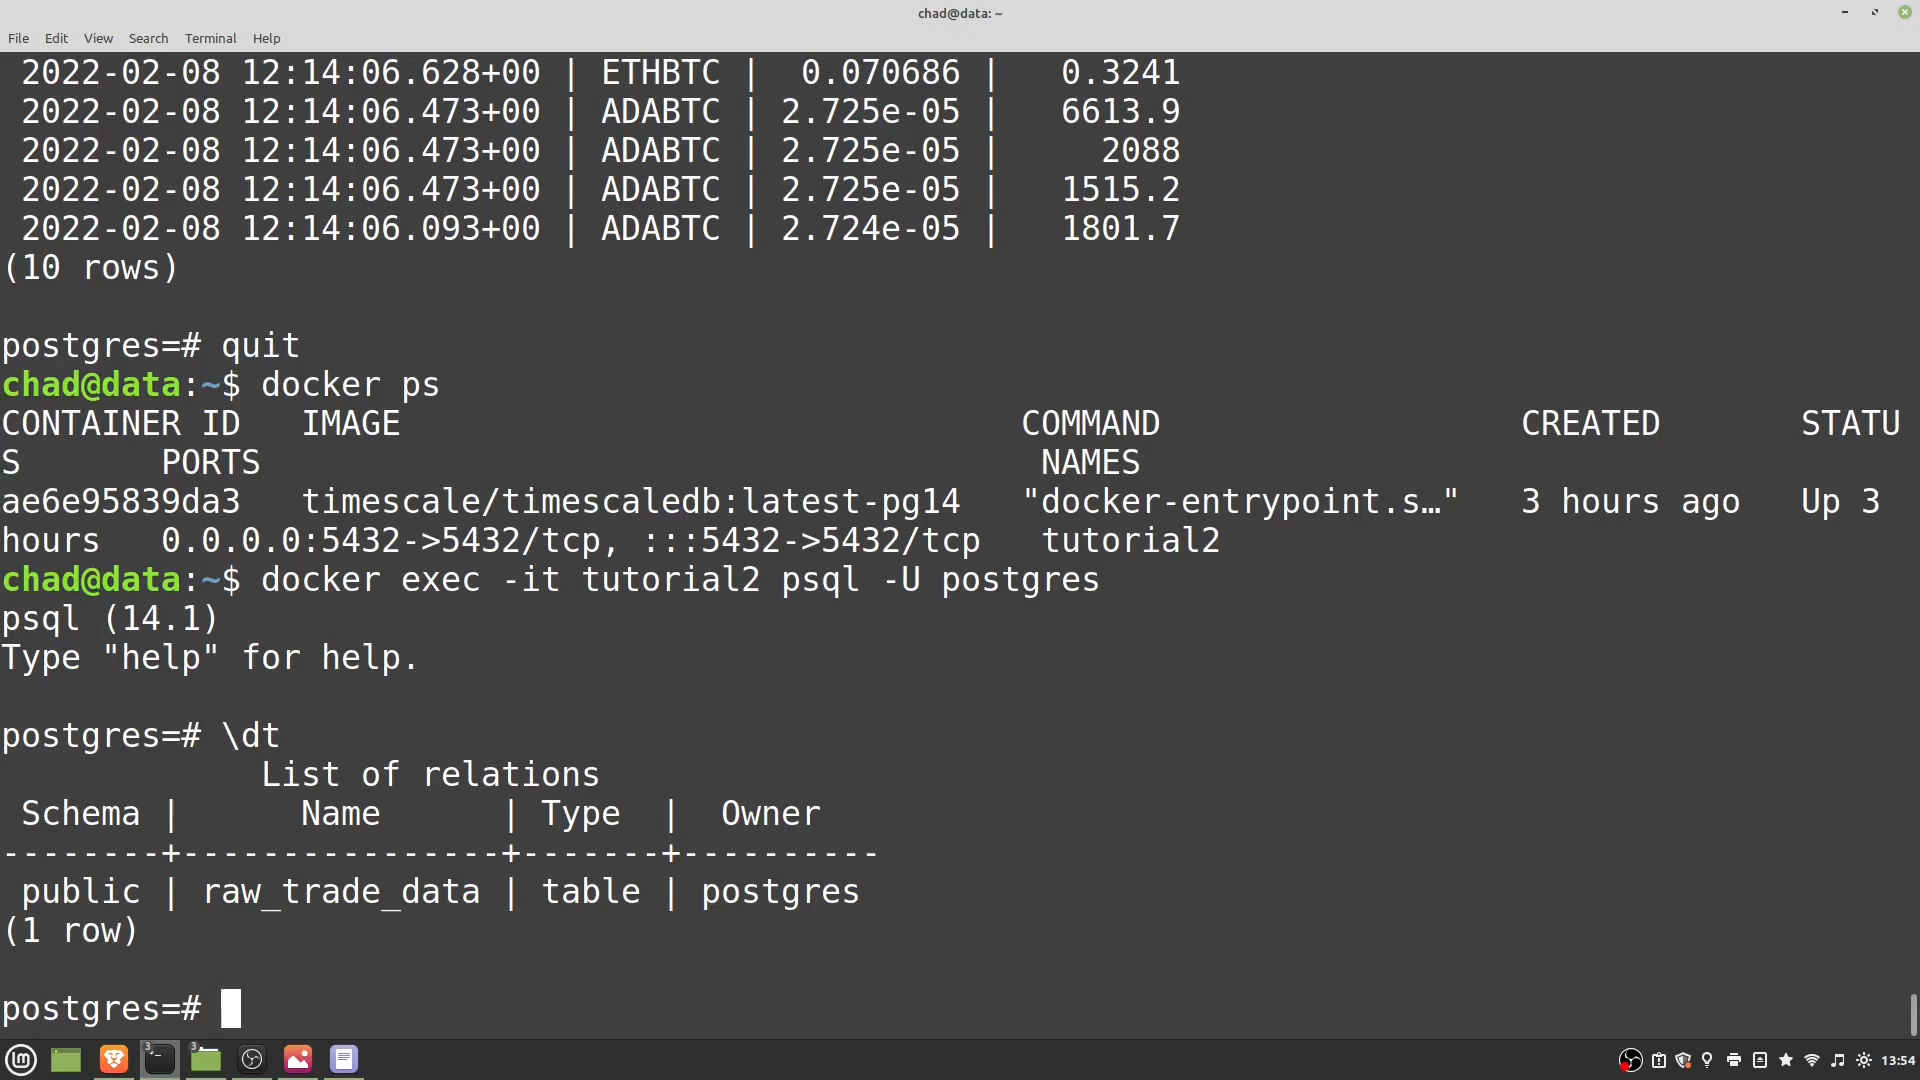 chad@data: ~
File Edit View Search Terminal Help
2022-02-08 12:14:06.628+00 | ETHBTC |  0.070686 |   0.3241
2022-02-08 12:14:06.473+00 | ADABTC | 2.725e-05 |   6613.9
2022-02-08 12:14:06.473+00 | ADABTC | 2.725e-05 |     2088
2022-02-08 12:14:06.473+00 | ADABTC | 2.725e-05 |   1515.2
2022-02-08 12:14:06.093+00 | ADABTC | 2.724e-05 |   1801.7
(10 rows)
postgres=# quit
chad@data:~$ docker ps
CONTAINER ID   IMAGE                               COMMAND                  CREATED       STATU
S       PORTS                                       NAMES
ae6e95839da3   timescale/timescaledb:latest-pg14   "docker-entrypoint.s…"   3 hours ago   Up 3
hours   0.0.0.0:5432->5432/tcp, :::5432->5432/tcp   tutorial2
chad@data:~$ docker exec -it tutorial2 psql -U postgres
psql (14.1)
Type "help" for help.
postgres=# \dt
             List of relations
 Schema |      Name      | Type  |  Owner
--------+----------------+-------+----------
 public | raw_trade_data | table | postgres
(1 row)
postgres=#
3 3 13:54